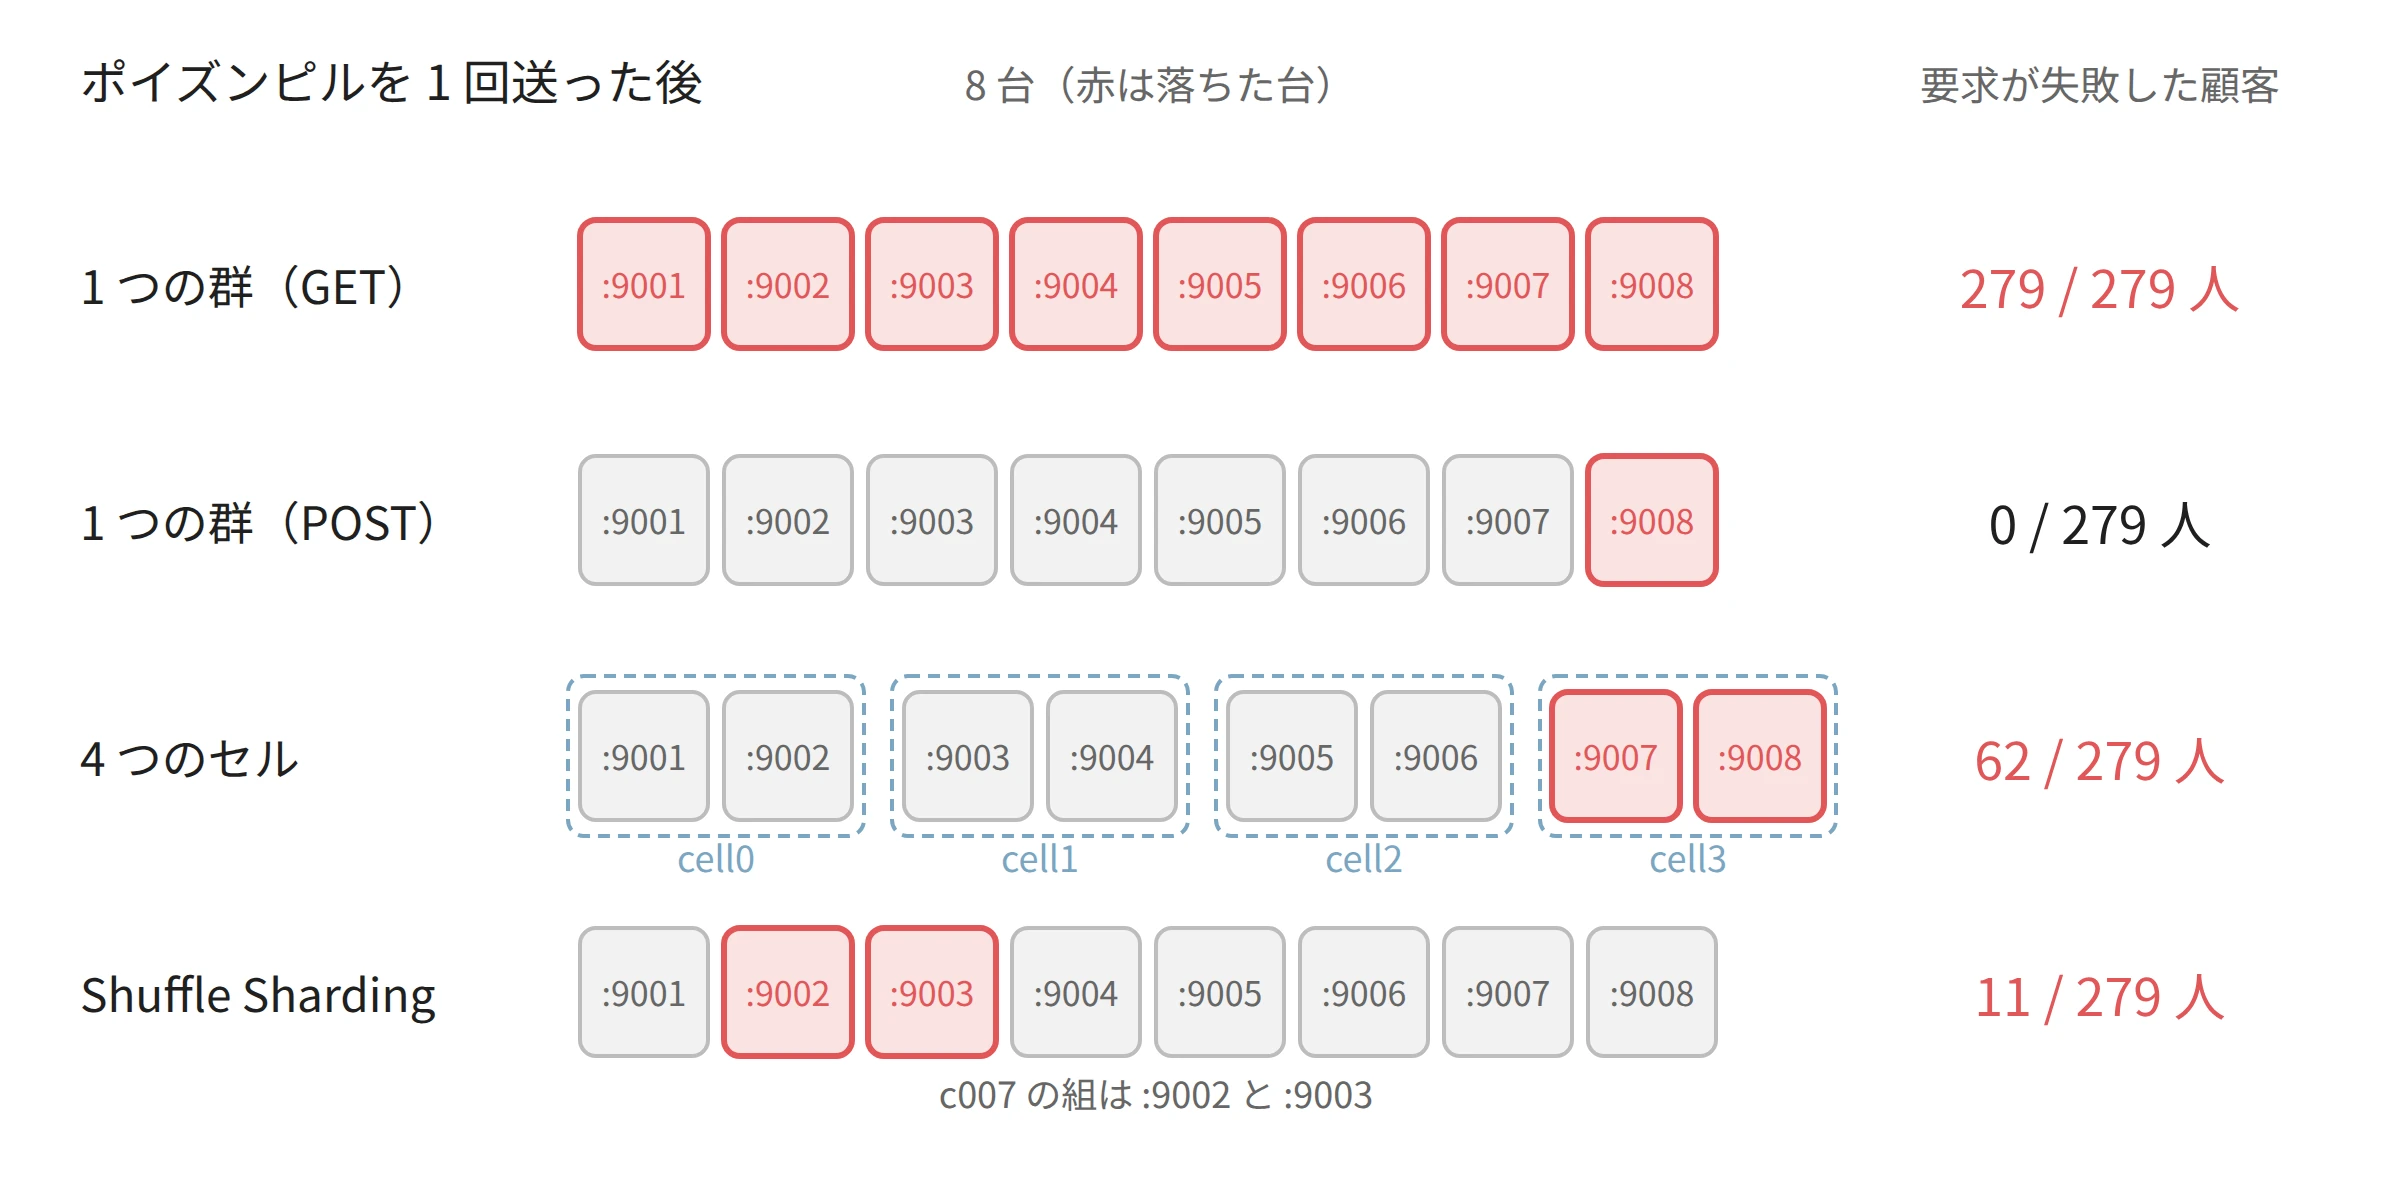 ポイズンピルを 1 回送った後 8 台（赤は落ちた台） 要求が失敗した顧客
1 つの群（GET） :9001 :9002 :9003 :9004 :9005 :9006 :9007 :9008 279 / 279 人
1 つの群（POST） :9001 :9002 :9003 :9004 :9005 :9006 :9007 :9008 0 / 279 人
4 つのセル :9001 :9002 :9003 :9004 :9005 :9006 :9007 :9008 62 / 279 人
cell0 cell1 cell2 cell3
Shuffle Sharding :9001 :9002 :9003 :9004 :9005 :9006 :9007 :9008 11 / 279 人
c007 の組は :9002 と :9003